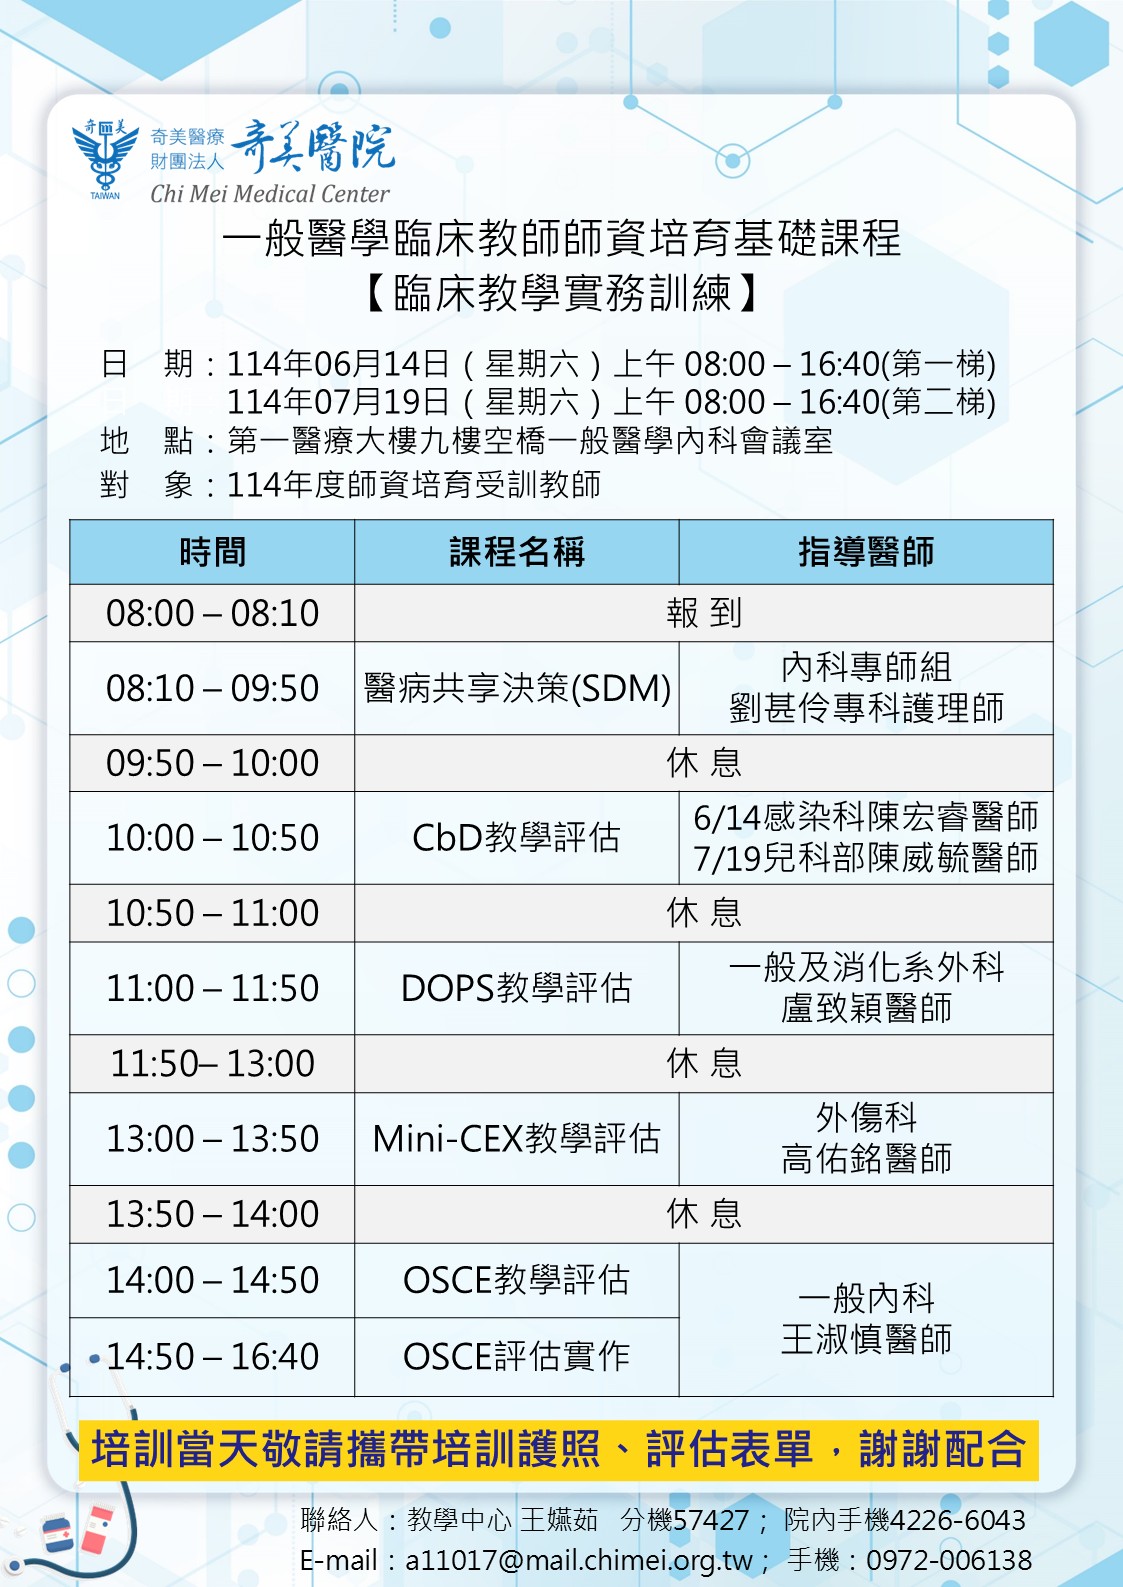 奇美
TAIWAN
奇美醫療
財團法人
奇美醫院
Chi Mei Medical Center
一般醫學臨床教師師資培育基礎課程
【臨床教學實務訓練】
日　期：114年06月14日（星期六）上午 08:00 – 16:40(第一梯)
114年07月19日（星期六）上午 08:00 – 16:40(第二梯)
地　點：第一醫療大樓九樓空橋一般醫學內科會議室
對　象：114年度師資培育受訓教師
時間 課程名稱 指導醫師
08:00 – 08:10 報 到
08:10 – 09:50 醫病共享決策(SDM) 內科專師組
劉甚伶專科護理師
09:50 – 10:00 休 息
10:00 – 10:50 CbD教學評估 6/14感染科陳宏睿醫師
7/19兒科部陳威毓醫師
10:50 – 11:00 休 息
11:00 – 11:50 DOPS教學評估 一般及消化系外科
盧致穎醫師
11:50– 13:00 休 息
13:00 – 13:50 Mini-CEX教學評估 外傷科
高佑銘醫師
13:50 – 14:00 休 息
14:00 – 14:50 OSCE教學評估 一般內科
王淑慎醫師
14:50 – 16:40 OSCE評估實作
培訓當天敬請攜帶培訓護照、評估表單，謝謝配合
聯絡人：教學中心 王嬿茹 分機57427； 院內手機4226-6043
E-mail：a11017@mail.chimei.org.tw； 手機：0972-006138